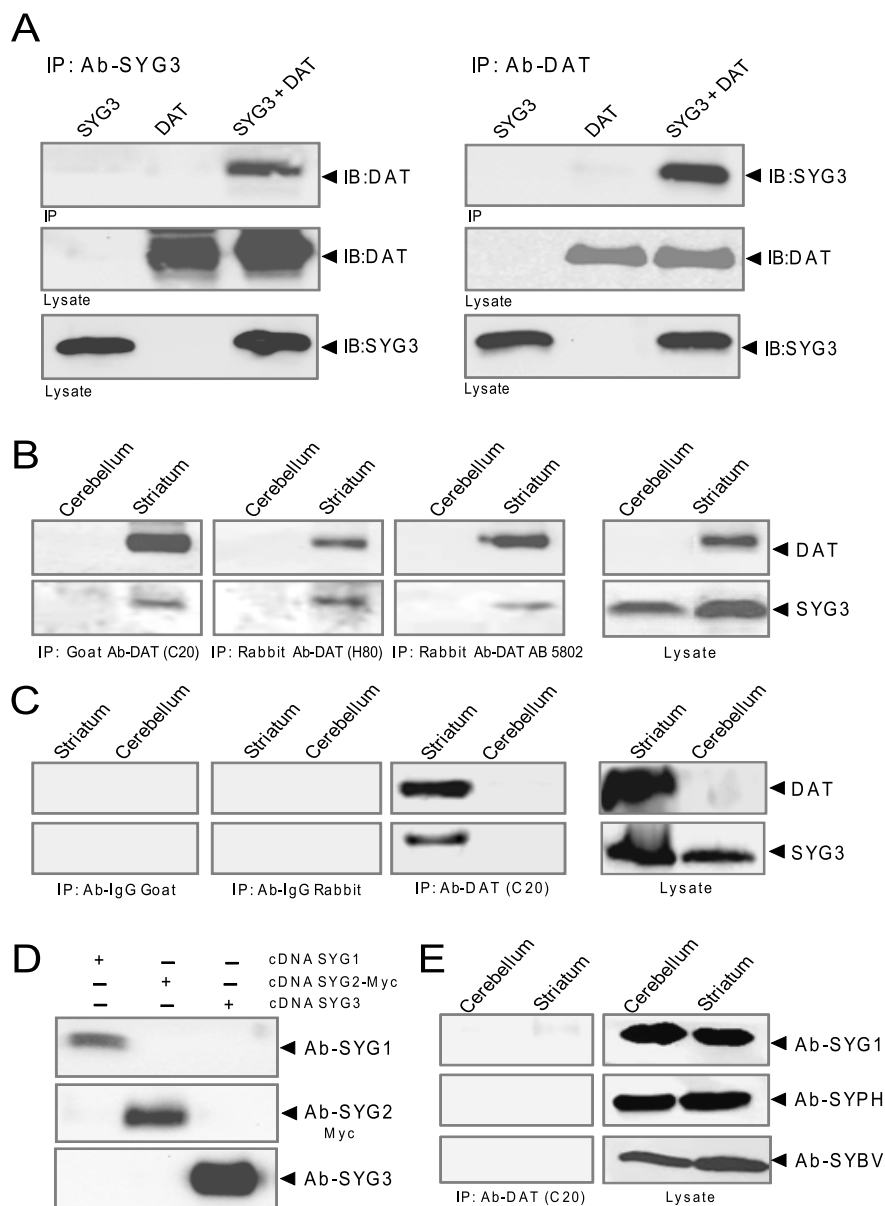 A
IP: Ab-SYG3
IP: Ab-DAT
SYG3 DAT SYG3 + DAT
SYG3 DAT SYG3 + DAT
IB:DAT
IB:SYG3
IP
IP
IB:DAT
IB:DAT
Lysate
Lysate
IB:SYG3
IB:SYG3
Lysate
Lysate
B
Cerebellum Striatum Cerebellum Striatum Cerebellum Striatum Cerebellum Striatum
DAT
SYG3
IP: Goat Ab-DAT (C20) IP: Rabbit Ab-DAT (H80) IP: Rabbit Ab-DAT AB 5802 Lysate
C
Striatum Cerebellum Striatum Cerebellum Striatum Cerebellum Striatum Cerebellum
DAT
SYG3
IP: Ab-IgG Goat IP: Ab-IgG Rabbit IP: Ab-DAT (C20) Lysate
D
+ – – cDNA SYG1
– + – cDNA SYG2-Myc
– – + cDNA SYG3
Ab-SYG1
Ab-SYG2
Myc
Ab-SYG3
E
Cerebellum Striatum Cerebellum Striatum
Ab-SYG1
Ab-SYPH
Ab-SYBV
IP: Ab-DAT (C20) Lysate